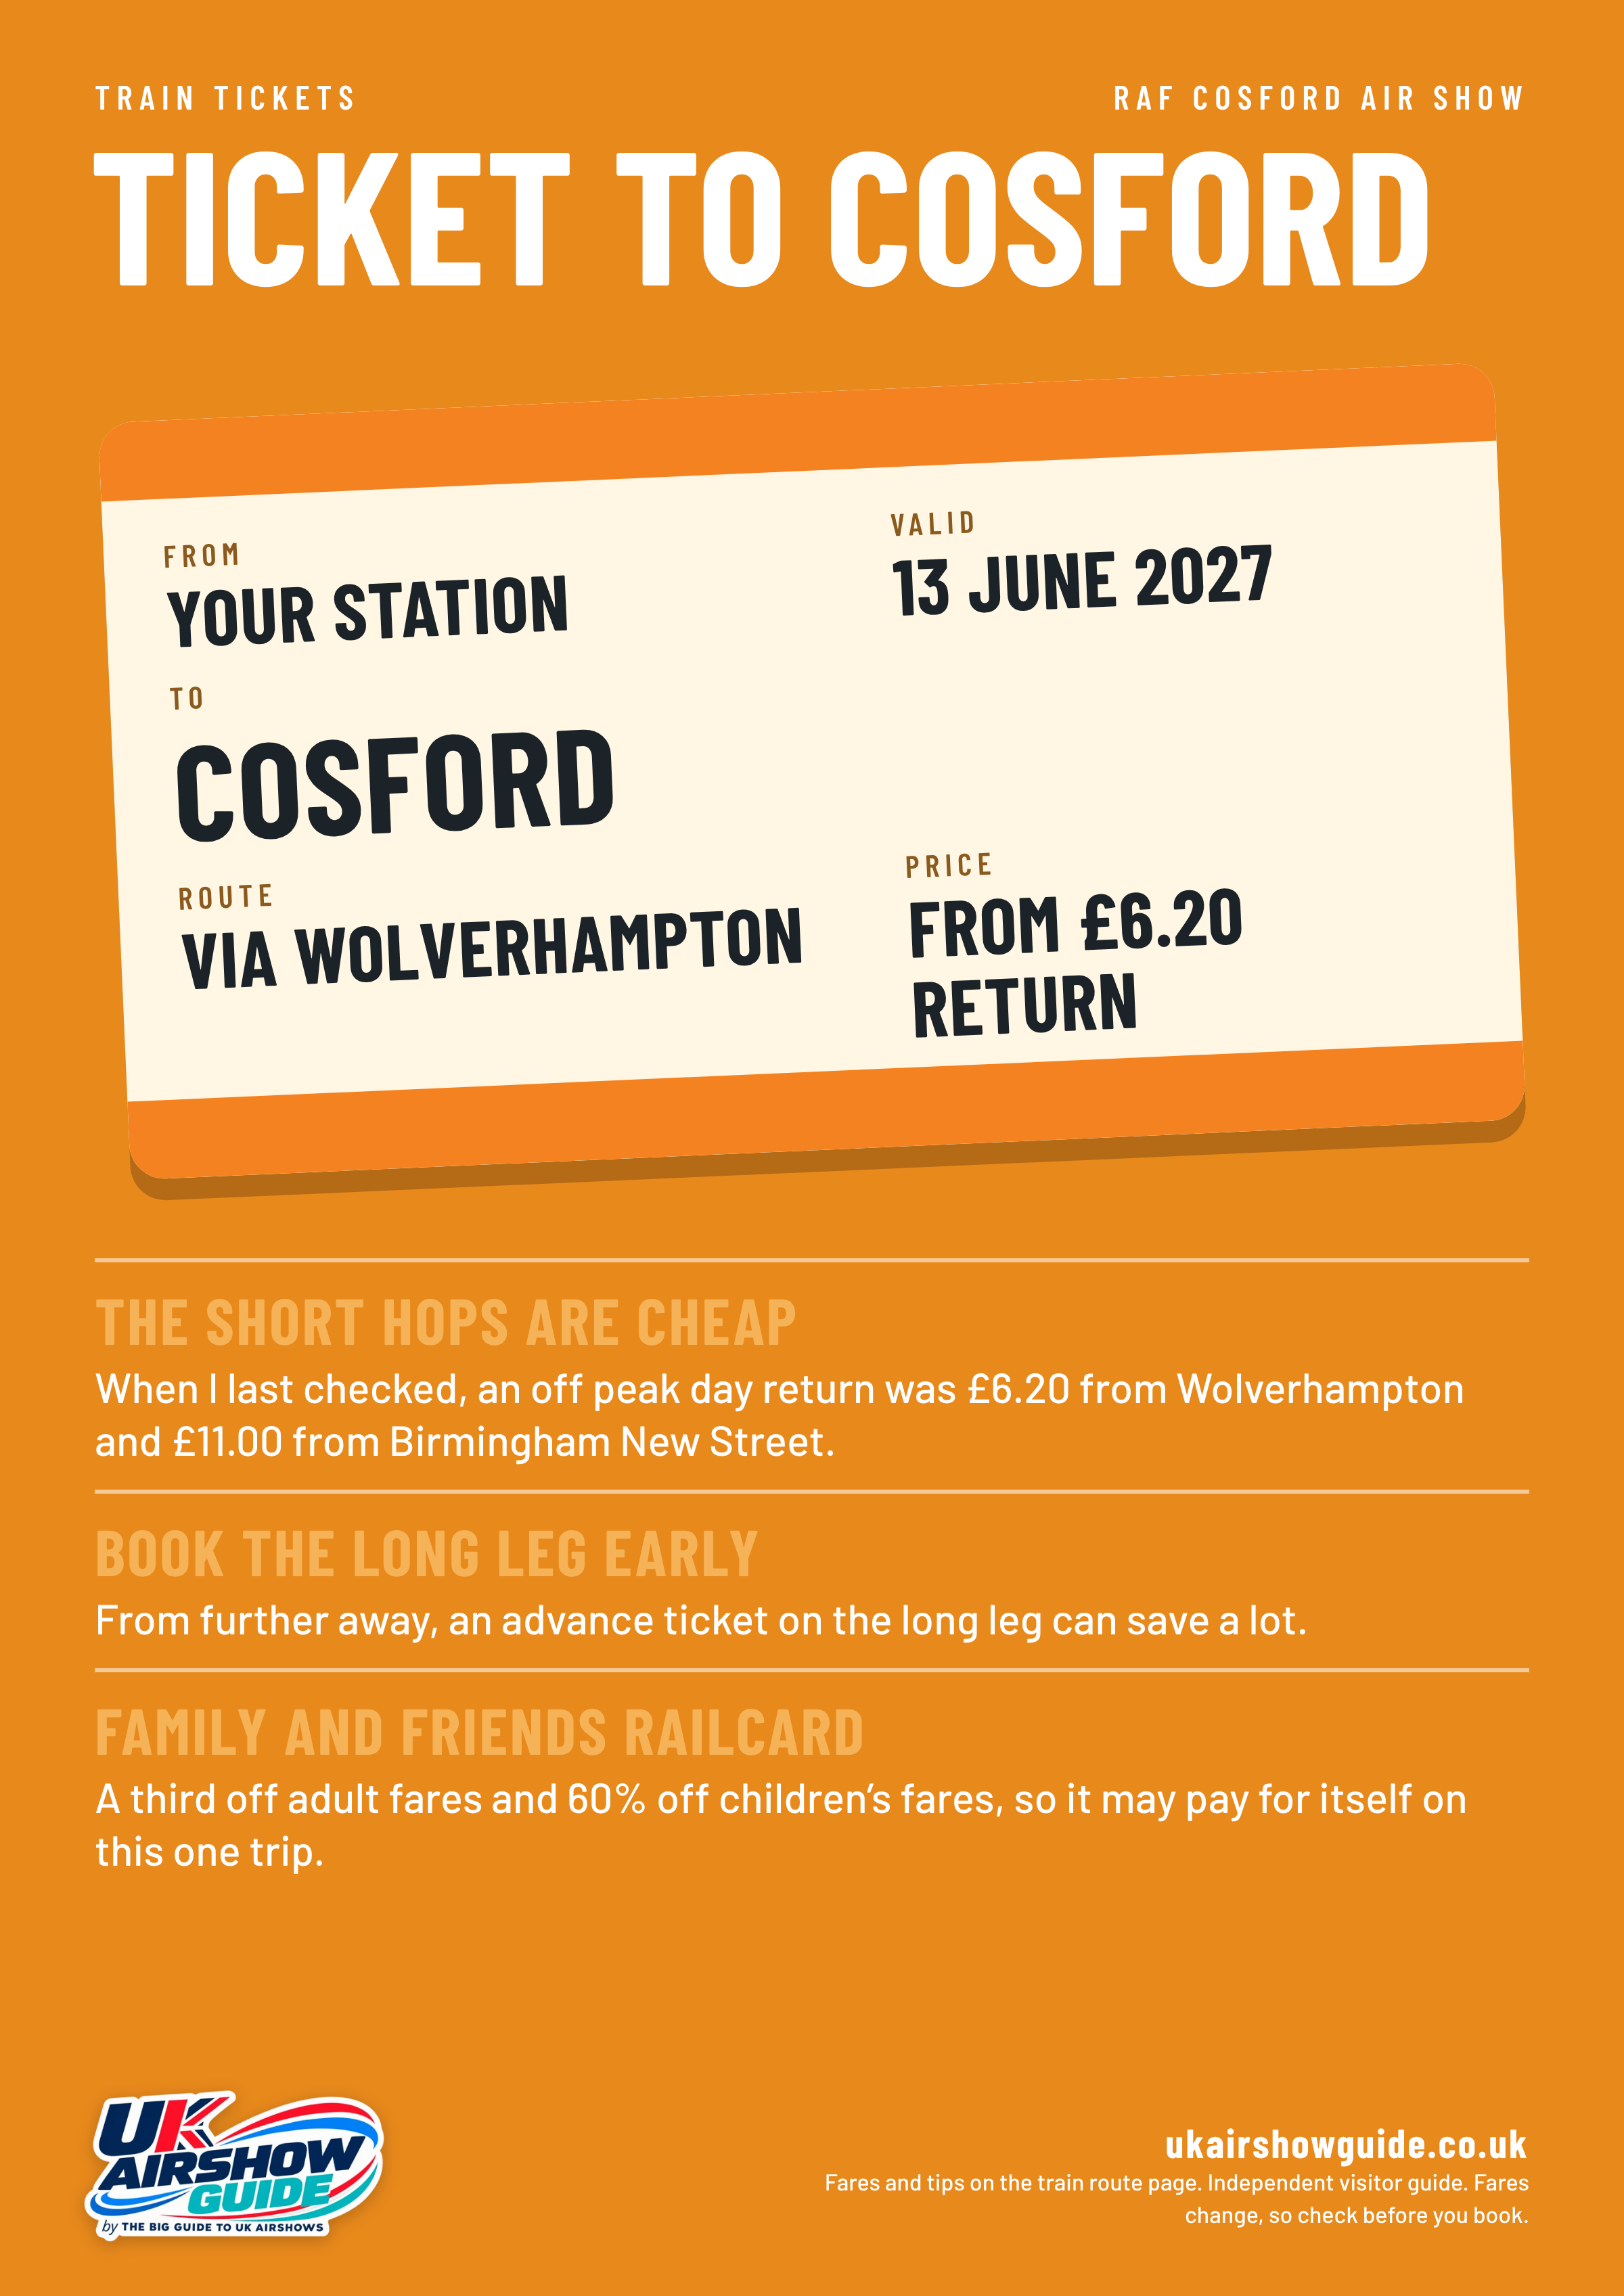 TRAIN TICKETS
RAF COSFORD AIR SHOW
TICKET TO COSFORD
FROM
YOUR STATION
TO
COSFORD
ROUTE
VIA WOLVERHAMPTON
VALID
13 JUNE 2027
PRICE
FROM £6.20
RETURN
THE SHORT HOPS ARE CHEAP
When I last checked, an off peak day return was £6.20 from Wolverhampton
and £11.00 from Birmingham New Street.
BOOK THE LONG LEG EARLY
From further away, an advance ticket on the long leg can save a lot.
FAMILY AND FRIENDS RAILCARD
A third off adult fares and 60% off children’s fares, so it may pay for itself on
this one trip.
UK
AIRSHOW
GUIDE
by THE BIG GUIDE TO UK AIRSHOWS
ukairshowguide.co.uk
Fares and tips on the train route page. Independent visitor guide. Fares
change, so check before you book.